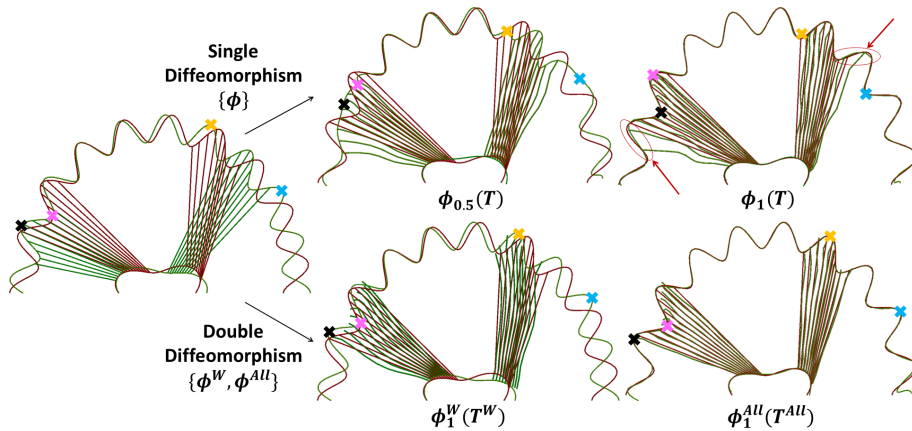 Single
Diffeomorphism
{ϕ}
ϕ₀.₅(T)
ϕ₁(T)
Double
Diffeomorphism
{ϕᵂ, ϕᴬˡˡ}
ϕ₁ᵂ(Tᵂ)
ϕ₁ᴬˡˡ(Tᴬˡˡ)